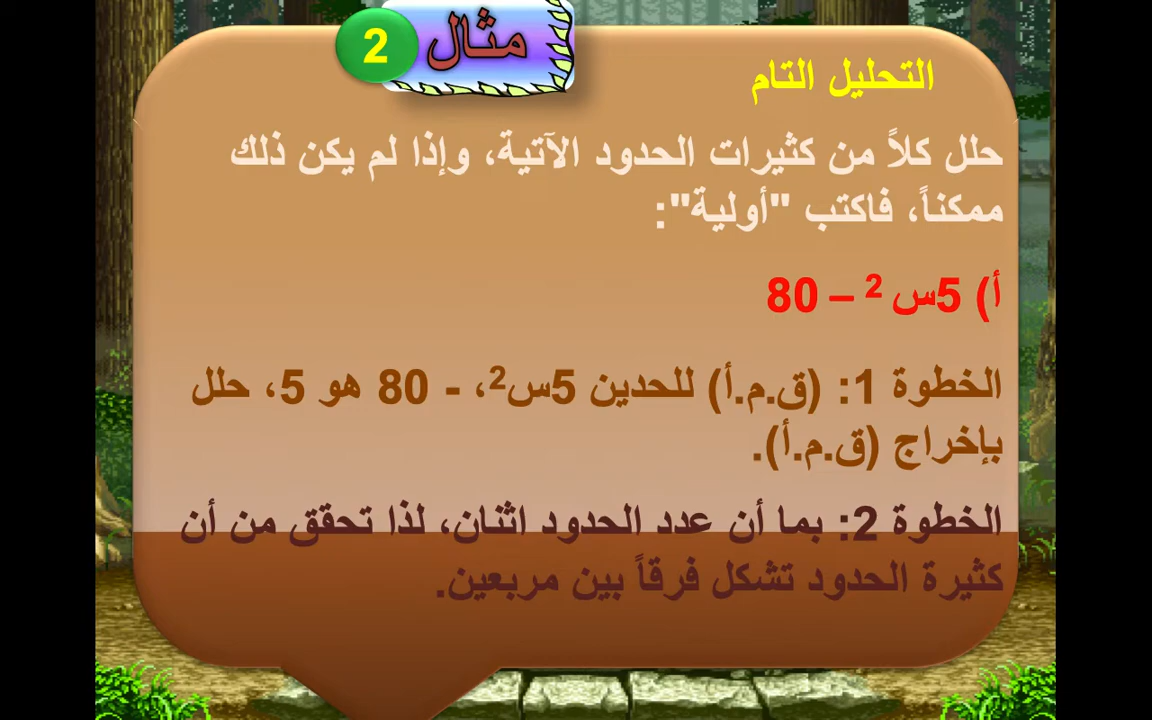 مثال 2
التحليل التام
حلل كلاً من كثيرات الحدود الآتية، وإذا لم يكن ذلك
ممكناً، فاكتب "أولية":
أ) 5س² – 80
الخطوة 1: (ق.م.أ) للحدين 5س²، - 80 هو 5، حلل
بإخراج (ق.م.أ).
الخطوة 2: بما أن عدد الحدود اثنان، لذا تحقق من أن
كثيرة الحدود تشكل فرقاً بين مربعين.